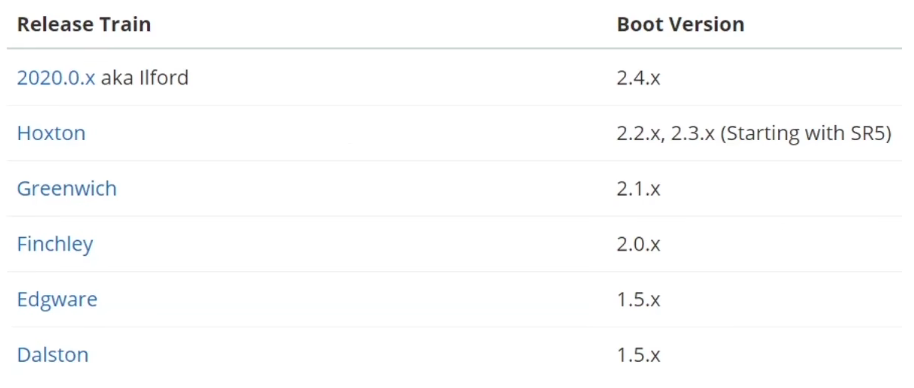 Release Train Boot Version
2020.0.x aka Ilford 2.4.x
Hoxton 2.2.x, 2.3.x (Starting with SR5)
Greenwich 2.1.x
Finchley 2.0.x
Edgware 1.5.x
Dalston 1.5.x